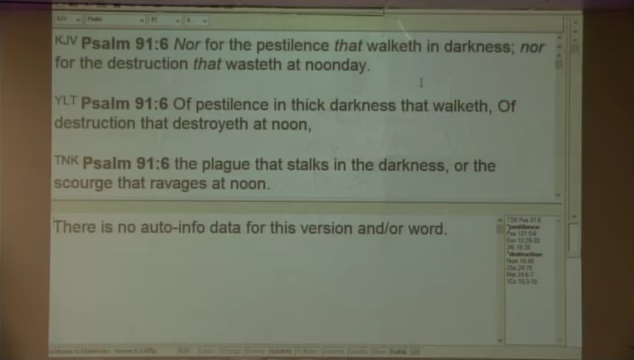 KJV Psalm 91:6 Nor for the pestilence that walketh in darkness; nor
for the destruction that wasteth at noonday.
YLT Psalm 91:6 Of pestilence in thick darkness that walketh, Of
destruction that destroyeth at noon,
TNK Psalm 91:6 the plague that stalks in the darkness, or the
scourge that ravages at noon.
There is no auto-info data for this version and/or word.